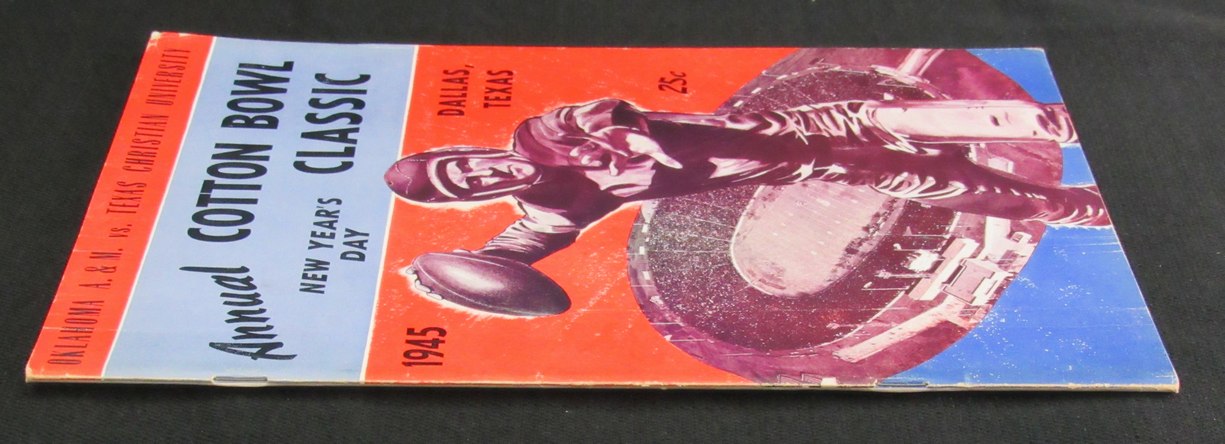 OKLAHOMA A. & M. vs. TEXAS CHRISTIAN UNIVERSITY
Annual COTTON BOWL
NEW YEAR'S
DAY
CLASSIC
1945
DALLAS,
TEXAS
25c